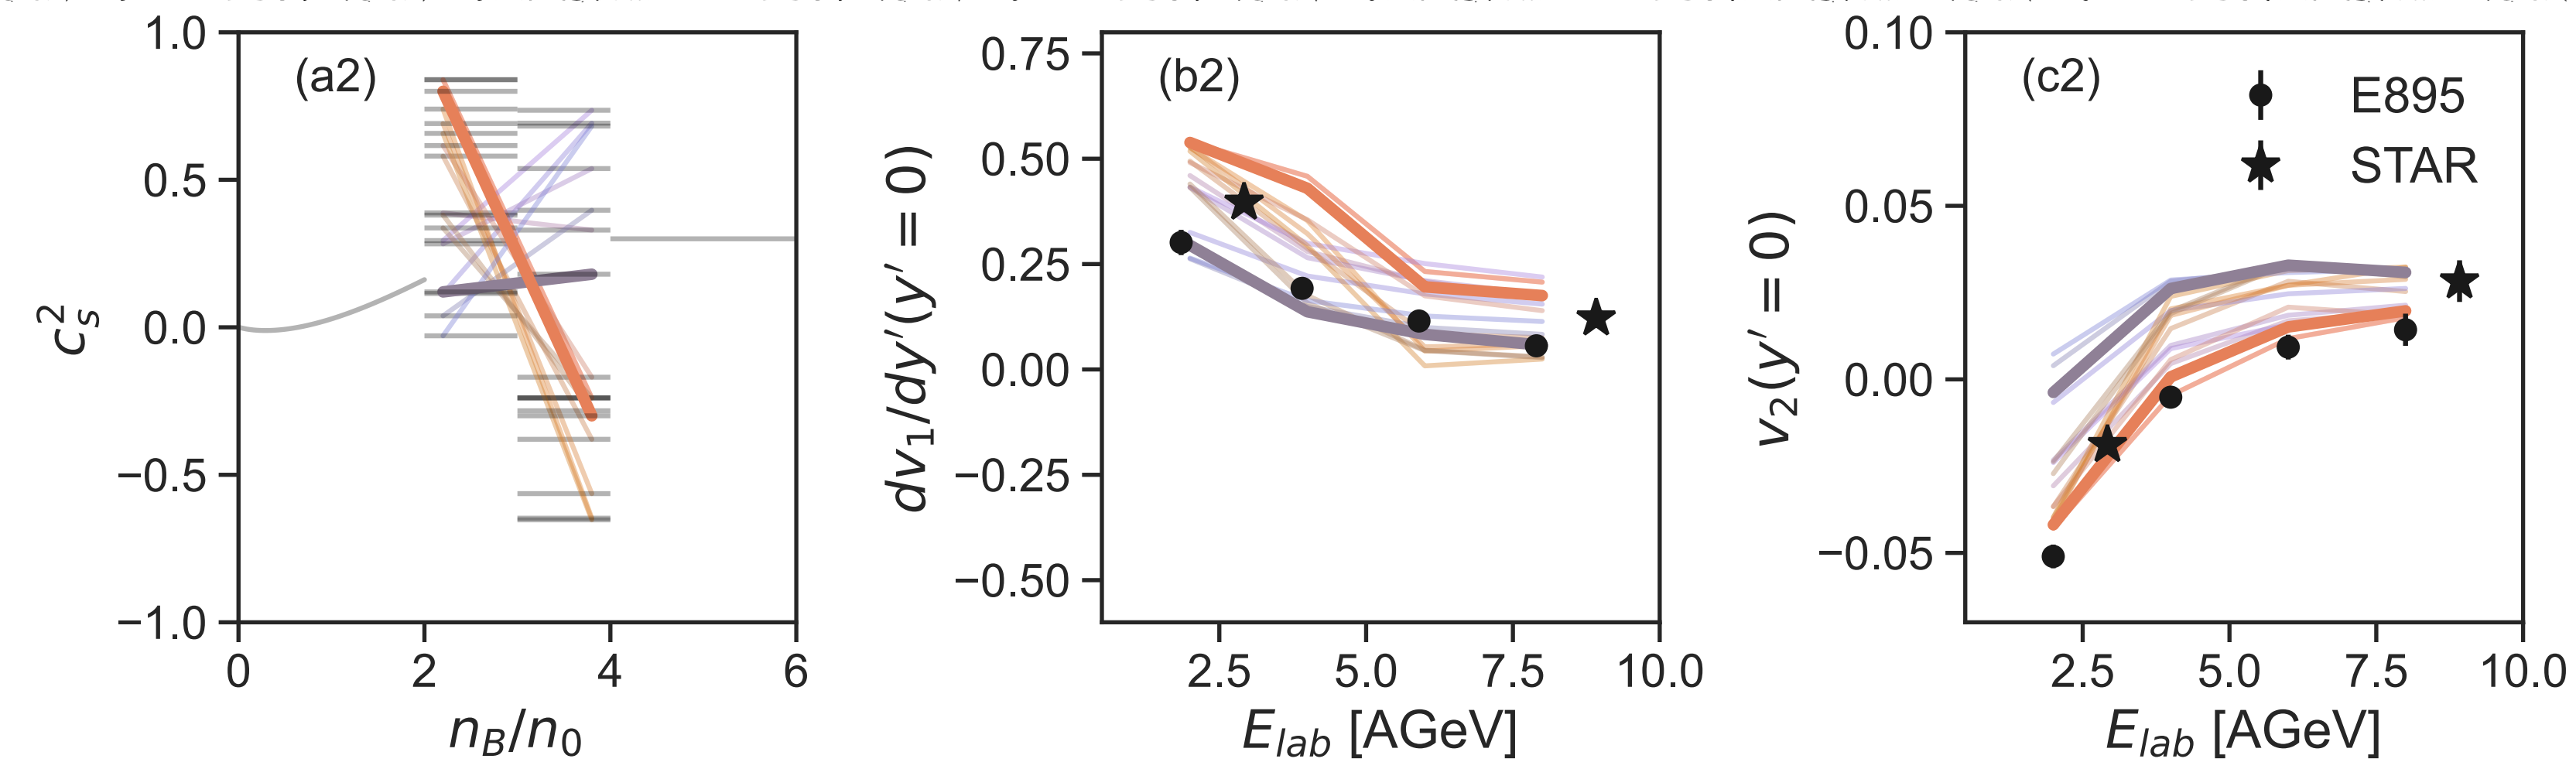 (a2)
1.0
0.5
0.0
−0.5
−1.0
c_s^2
0 2 4 6
n_B/n_0
(b2)
0.75
0.50
0.25
0.00
−0.25
−0.50
dv_1/dy′(y′ = 0)
2.5 5.0 7.5 10.0
E_lab [AGeV]
(c2)
E895
STAR
0.10
0.05
0.00
−0.05
v_2(y′ = 0)
2.5 5.0 7.5 10.0
E_lab [AGeV]